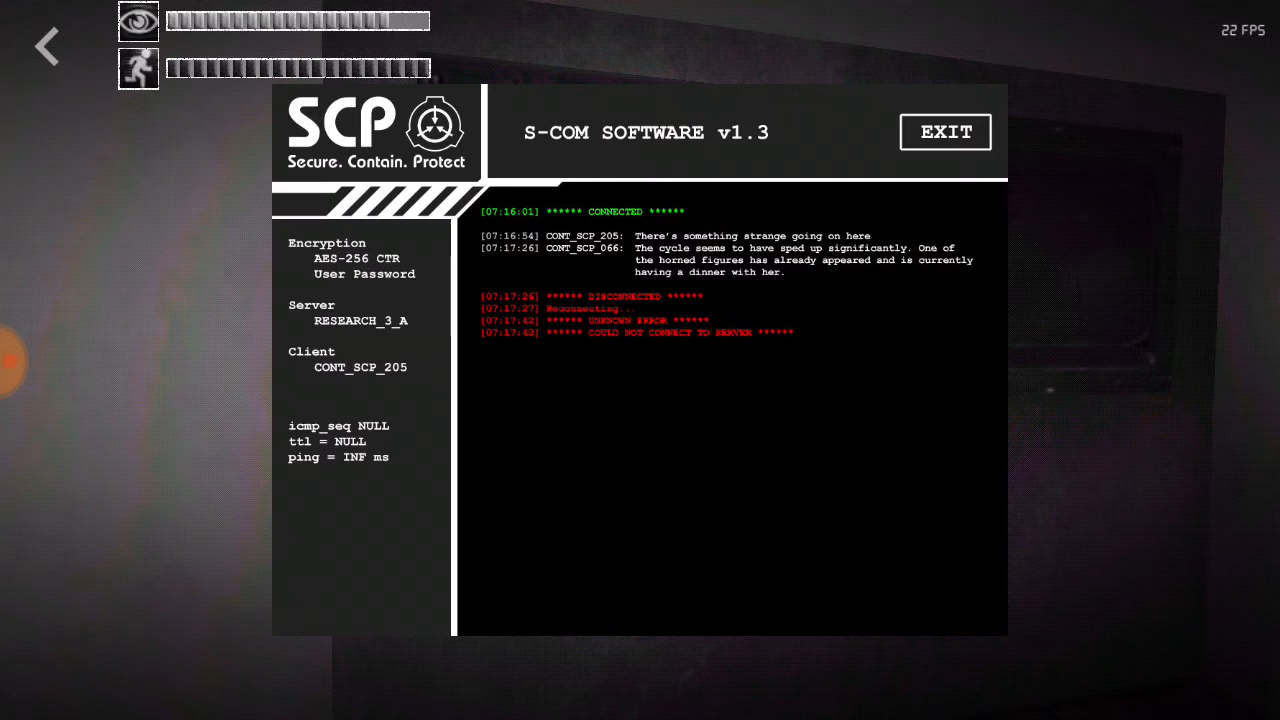 22 FPS
SCP
Secure. Contain. Protect
S-COM SOFTWARE v1.3
EXIT
Encryption
AES-256 CTR
User Password
Server
RESEARCH_3_A
Client
CONT_SCP_205
icmp_seq NULL
ttl = NULL
ping = INF ms
[07:16:01] ****** CONNECTED ******
[07:16:54] CONT_SCP_205: There's something strange going on here
[07:17:26] CONT_SCP_066: The cycle seems to have sped up significantly. One of
the horned figures has already appeared and is currently
having a dinner with her.
[07:17:26] ****** DISCONNECTED ******
[07:17:27] Reconnecting...
[07:17:42] ****** UNKNOWN ERROR ******
[07:17:42] ****** COULD NOT CONNECT TO SERVER ******